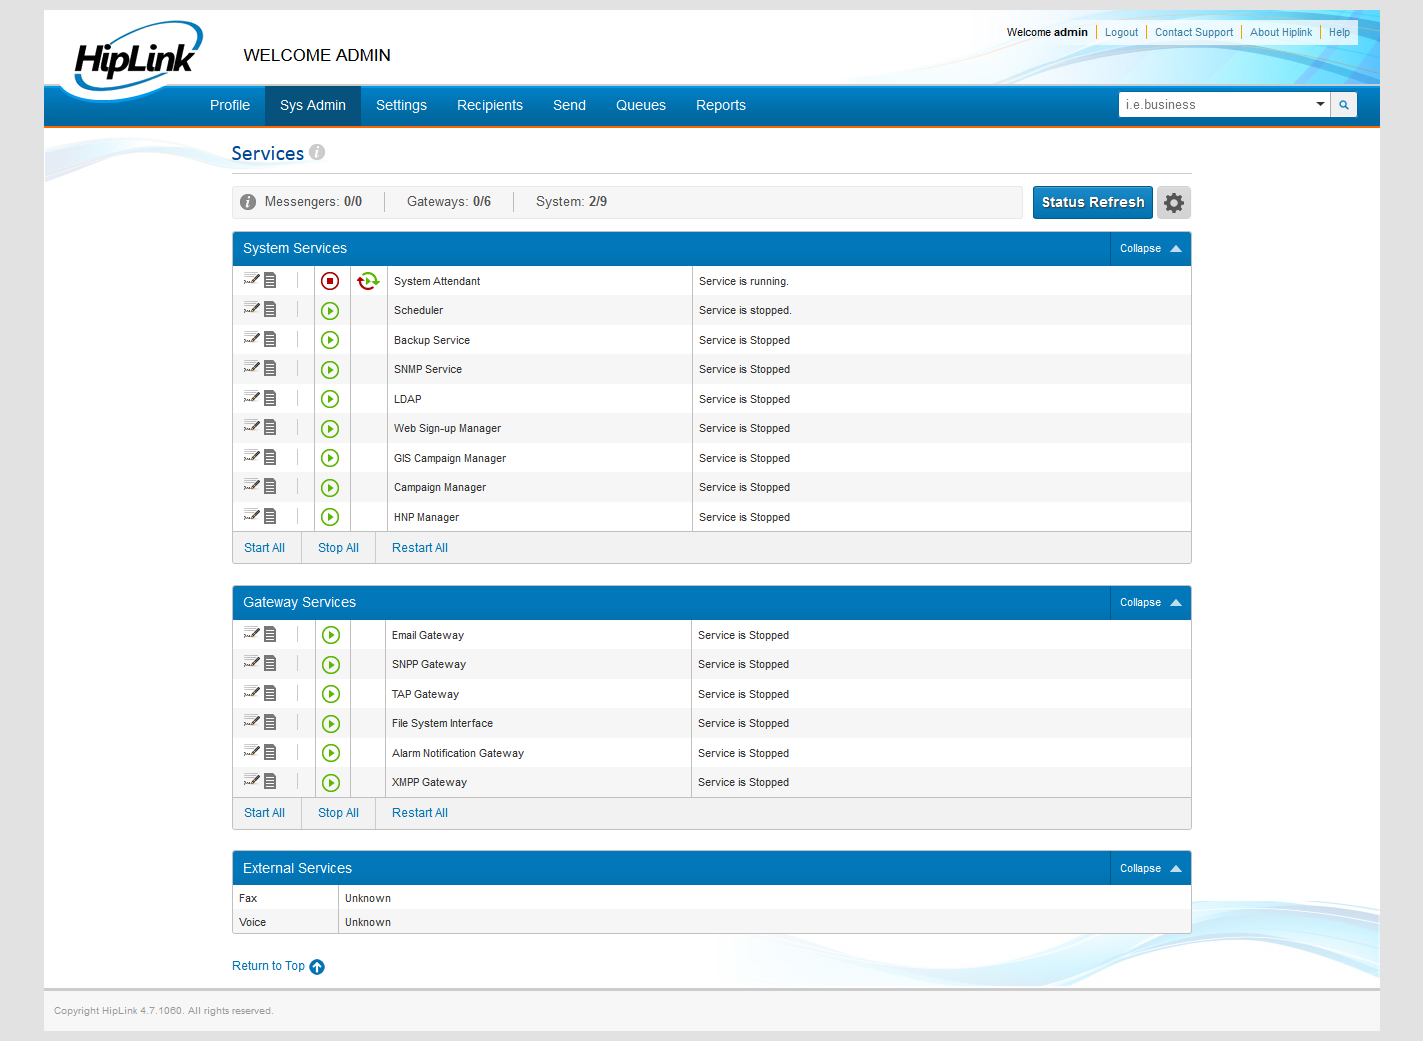 HipLink
WELCOME ADMIN
Welcome admin Logout Contact Support About Hiplink Help
Profile Sys Admin Settings Recipients Send Queues Reports i.e.business
Services
Messengers: 0/0 Gateways: 0/6 System: 2/9 Status Refresh
System Services Collapse
System Attendant Service is running.
Scheduler Service is stopped.
Backup Service Service is Stopped
SNMP Service Service is Stopped
LDAP Service is Stopped
Web Sign-up Manager Service is Stopped
GIS Campaign Manager Service is Stopped
Campaign Manager Service is Stopped
HNP Manager Service is Stopped
Start All Stop All Restart All
Gateway Services Collapse
Email Gateway Service is Stopped
SNPP Gateway Service is Stopped
TAP Gateway Service is Stopped
File System Interface Service is Stopped
Alarm Notification Gateway Service is Stopped
XMPP Gateway Service is Stopped
Start All Stop All Restart All
External Services Collapse
Fax Unknown
Voice Unknown
Return to Top
Copyright HipLink 4.7.1060. All rights reserved.